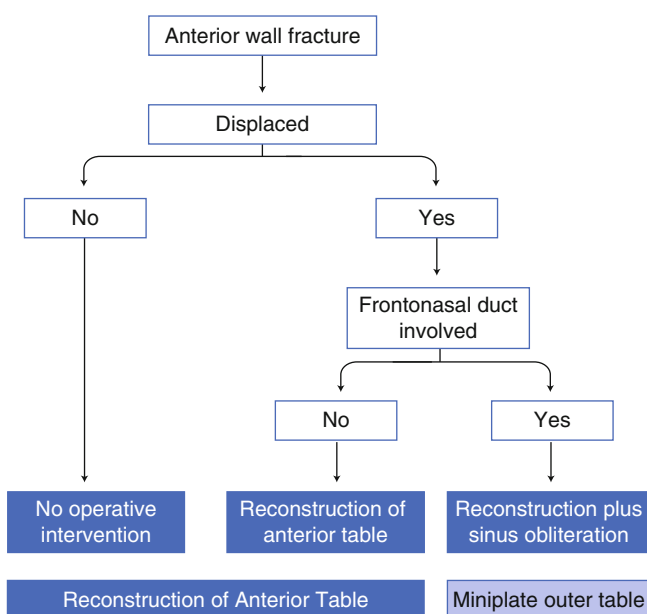 Anterior wall fracture
Displaced
No
Yes
Frontonasal duct
involved
No
Yes
No operative
intervention
Reconstruction of
anterior table
Reconstruction plus
sinus obliteration
Reconstruction of Anterior Table
Miniplate outer table